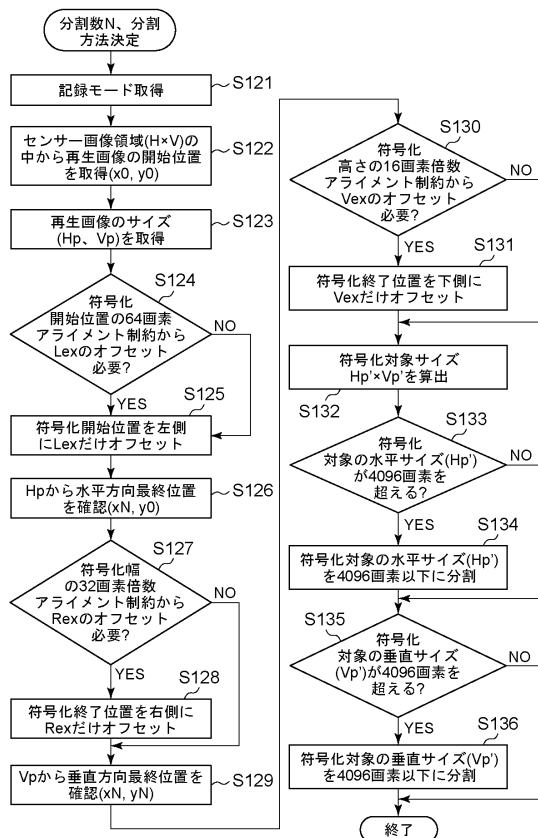 分割数N、分割
方法決定
記録モード取得
S121
センサー画像領域(H×V)の
中から再生画像の開始位置
を取得(x0, y0)
S122
再生画像のサイズ
(Hp、Vp)を取得
S123
S124
符号化
開始位置の64画素
アライメント制約から
Lexのオフセット
必要?
NO
YES
S125
符号化開始位置を左側
にLexだけオフセット
Hpから水平方向最終位置
を確認(xN, y0)
S126
S127
符号化幅
の32画素倍数
アライメント制約から
Rexのオフセット
必要?
NO
YES
S128
符号化終了位置を右側に
Rexだけオフセット
Vpから垂直方向最終位置を
確認(xN, yN)
S129
S130
符号化
高さの16画素倍数
アライメント制約から
Vexのオフセット
必要?
NO
YES
S131
符号化終了位置を下側に
Vexだけオフセット
符号化対象サイズ
Hp'×Vp'を算出
S132
S133
符号化
対象の水平サイズ(Hp')
が4096画素を
超える?
NO
YES
S134
符号化対象の水平サイズ(Hp')
を4096画素以下に分割
S135
符号化
対象の垂直サイズ
(Vp')が4096画素を
超える?
NO
YES
S136
符号化対象の垂直サイズ(Vp')
を4096画素以下に分割
終了